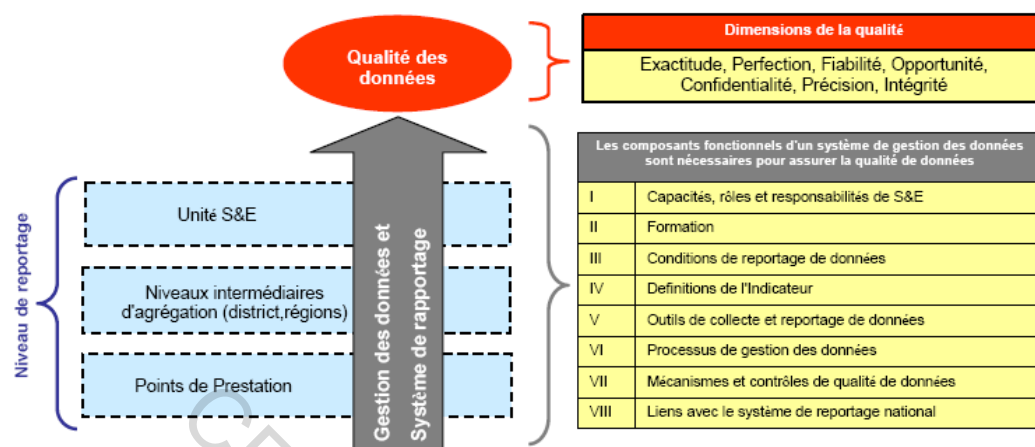 Qualité des
données
Dimensions de la qualité
Exactitude, Perfection, Fiabilité, Opportunité,
Confidentialité, Précision, Intégrité
Niveau de reportage
Unité S&E
Niveaux intermédiaires
d'agrégation (district,régions)
Points de Prestation
Gestion des données et
Système de rapportage
Les composants fonctionnels d'un système de gestion des données
sont nécessaires pour assurer la qualité de données
I Capacités, rôles et responsabilités de S&E
II Formation
III Conditions de reportage de données
IV Definitions de l'Indicateur
V Outils de collecte et reportage de données
VI Processus de gestion des données
VII Mécanismes et contrôles de qualité de données
VIII Liens avec le système de reportage national